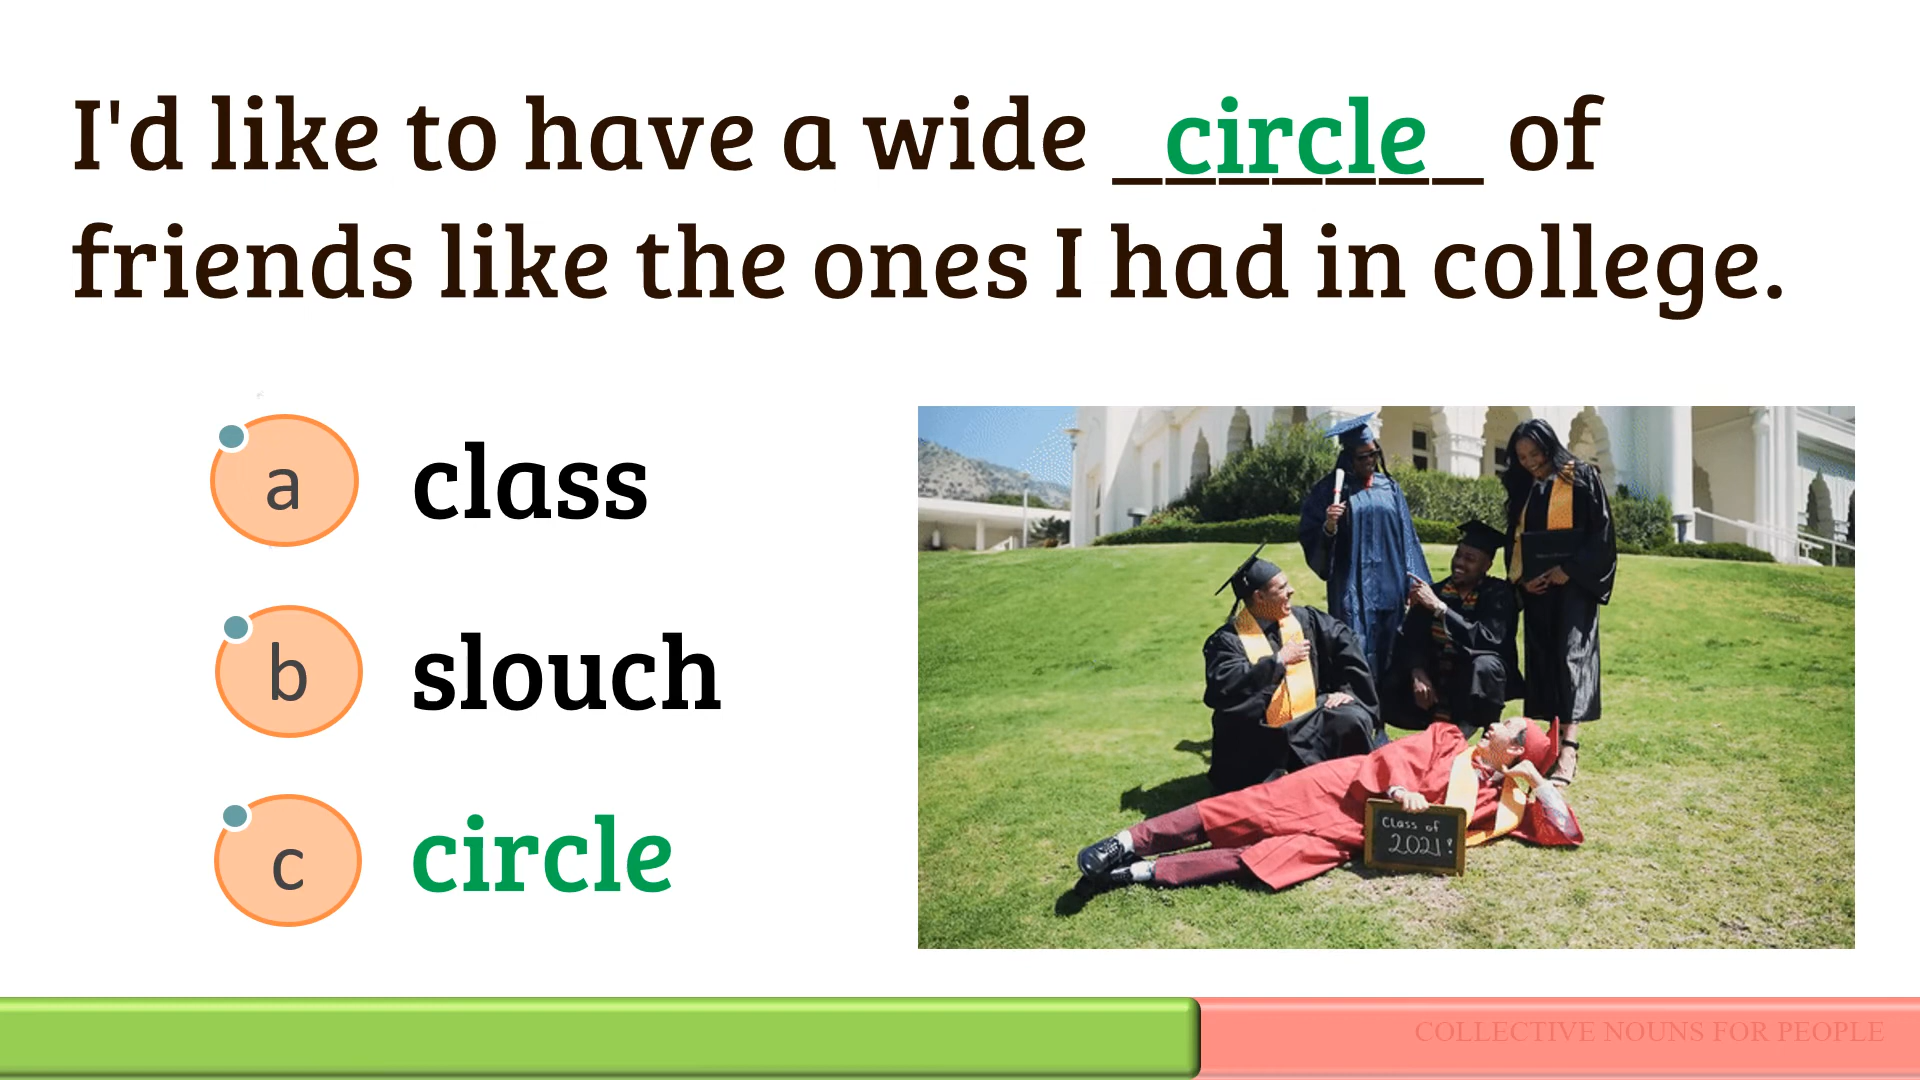 I'd like to have a wide _circle_ of
friends like the ones I had in college.
a class
b slouch
c circle
Class of
2021!
COLLECTIVE NOUNS FOR PEOPLE